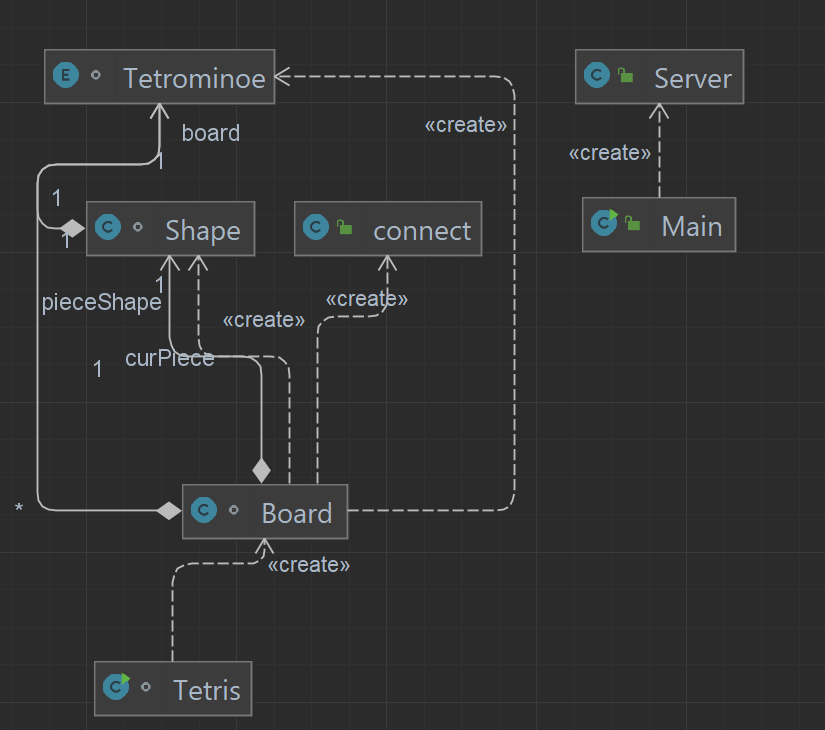 E Tetrominoe
C Server
board
«create»
1
«create»
1
C Shape
C connect
C Main
1
1
pieceShape
«create»
«create»
curPiece
1
*
C Board
«create»
C Tetris